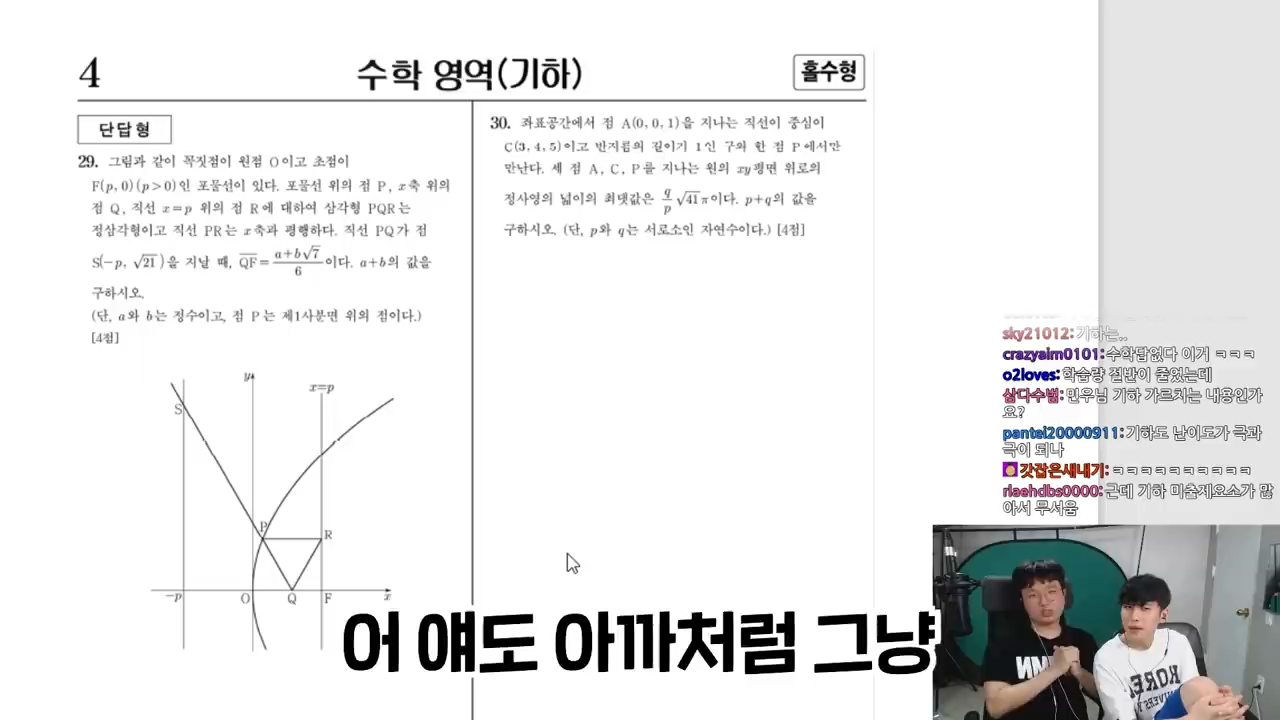 4
수학 영역(기하)
홀수형
단답형
29. 그림과 같이 꼭짓점이 원점 O이고 초점이
F(p, 0)(p>0)인 포물선이 있다. 포물선 위의 점 P, x축 위의
점 Q, 직선 x=p 위의 점 R에 대하여 삼각형 PQR는
정삼각형이고 직선 PR는 x축과 평행하다. 직선 PQ가 점
S(-p, √21)을 지날 때, QF=(a+b√7)/6이다. a+b의 값을
구하시오.
(단, a와 b는 정수이고, 점 P는 제1사분면 위의 점이다.)
[4점]
y
x=p
S
P
R
-p
O
Q
F
x
30. 좌표공간에서 점 A(0, 0, 1)을 지나는 직선이 중심이
C(3, 4, 5)이고 반지름의 길이가 1인 구와 한 점 P에서만
만난다. 세 점 A, C, P를 지나는 원의 xy평면 위로의
정사영의 넓이의 최댓값은 q/p√41π이다. p+q의 값을
구하시오. (단, p와 q는 서로소인 자연수이다.) [4점]
sky21012: 기하는..
crazyaim0101: 수학답없다 이거 ㅋㅋㅋ
o2loves: 학습량 절반이 줄었는데
삼다수범: 민우님 기하 가르치는 내용인가
요?
pantei20000911: 기하도 난이도가 극과
극이 되나
갓잡은새내기: ㅋㅋㅋㅋㅋㅋㅋㅋㅋㅋ
riaehdbs0000: 근데 기하 미출제요소가 많
아서 무서움
어 얘도 아까처럼 그냥